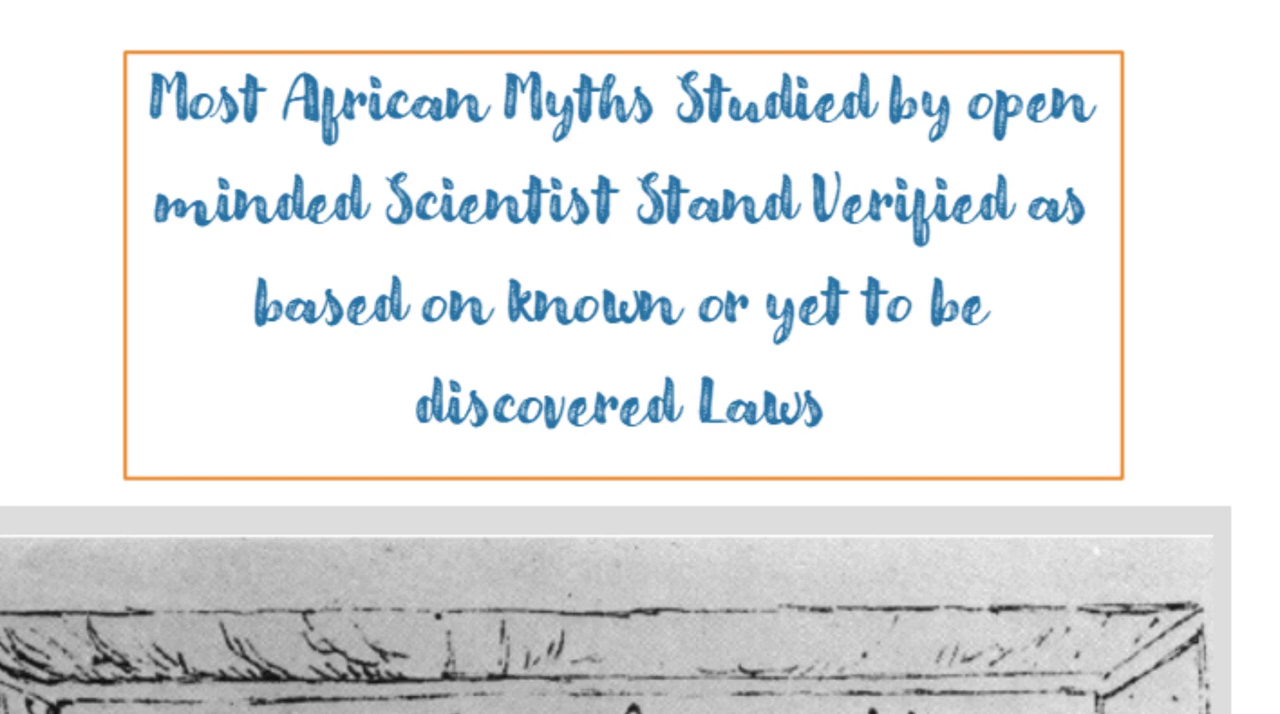 Most African Myths Studied by open
minded Scientist Stand Verified as
based on known or yet to be
discovered Laws